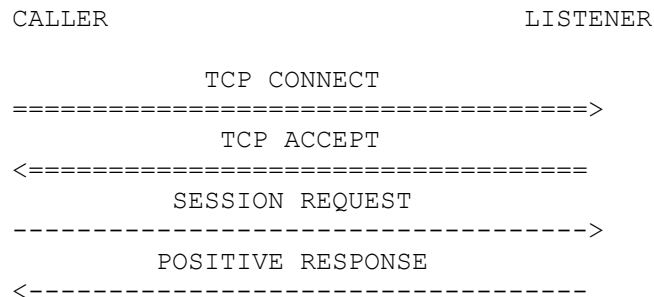 CALLER                          LISTENER
            TCP CONNECT
====================================>
             TCP ACCEPT
<===================================
          SESSION REQUEST
------------------------------------>
         POSITIVE RESPONSE
<-----------------------------------